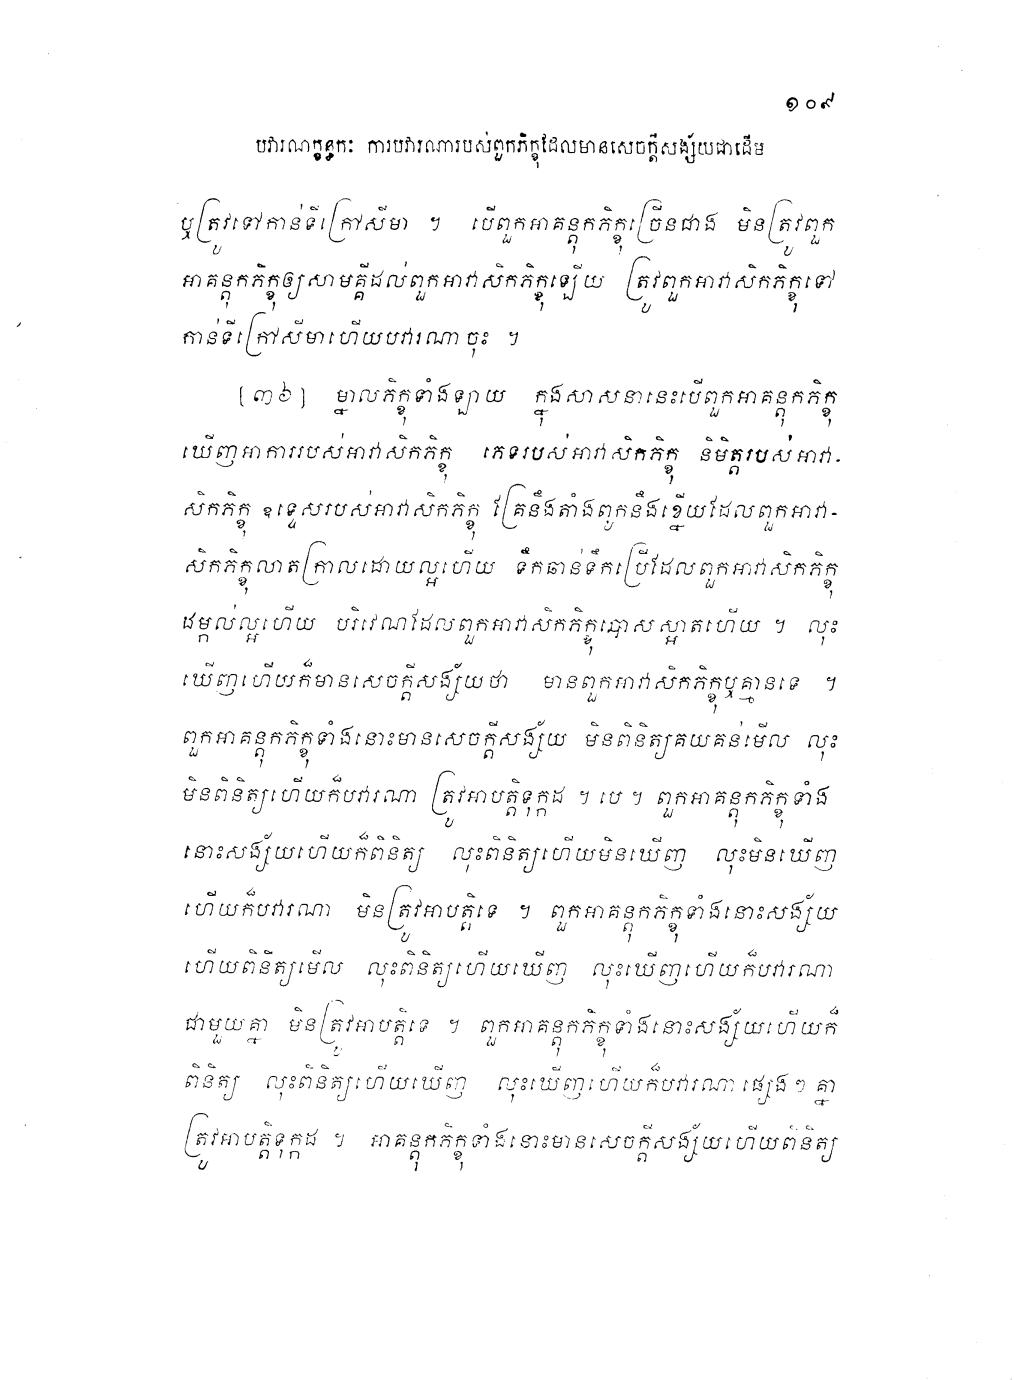 ១០៩
បវារណក្ខន្ធកៈ ការបវារណារបស់ពួកភិក្ខុដែលមានសេចក្តីសង្ស័យជាដើម
ឬត្រូវទៅកាន់ទីក្រៅសីមា ។ បើពួកអាគន្តុកភិក្ខុច្រើនជាង មិនត្រូវពួក
អាគន្តុកភិក្ខុឲ្យសាមគ្គីដល់ពួកអាវាសិកភិក្ខុឡើយ ត្រូវពួកអាវាសិកភិក្ខុទៅ
កាន់ទីក្រៅសីមាហើយបវារណាចុះ ។
[៣៦] ម្នាលភិក្ខុទាំងឡាយ ក្នុងសាសនានេះបើពួកអាគន្តុកភិក្ខុ
ឃើញអាការរបស់អាវាសិកភិក្ខុ ភេទរបស់អាវាសិកភិក្ខុ និមិត្តរបស់អាវា-
សិកភិក្ខុ ឧទ្ទេសរបស់អាវាសិកភិក្ខុ គ្រែនឹងតាំងពូកនឹងខ្នើយដែលពួកអាវា-
សិកភិក្ខុលាតក្រាលដោយល្អហើយ ទឹកឆាន់ទឹកប្រើដែលពួកអាវាសិកភិក្ខុ
ដម្កល់ល្អហើយ បរិវេណដែលពួកអាវាសិកភិក្ខុបោសស្អាតហើយ ។ លុះ
ឃើញហើយក៏មានសេចក្តីសង្ស័យថា មានពួកអាវាសិកភិក្ខុឬគ្មានទេ ។
ពួកអាគន្តុកភិក្ខុទាំងនោះមានសេចក្តីសង្ស័យ មិនពិនិត្យគយគន់មើល លុះ
មិនពិនិត្យហើយក៏បវារណា ត្រូវអាបត្តិទុក្កដ ។ បេ ។ ពួកអាគន្តុកភិក្ខុទាំង
នោះសង្ស័យហើយក៏ពិនិត្យ លុះពិនិត្យហើយមិនឃើញ លុះមិនឃើញ
ហើយក៏បវារណា មិនត្រូវអាបត្តិទេ ។ ពួកអាគន្តុកភិក្ខុទាំងនោះសង្ស័យ
ហើយពិនិត្យមើល លុះពិនិត្យហើយឃើញ លុះឃើញហើយក៏បវារណា
ជាមួយគ្នា មិនត្រូវអាបត្តិទេ ។ ពួកអាគន្តុកភិក្ខុទាំងនោះសង្ស័យហើយក៏
ពិនិត្យ លុះពិនិត្យហើយឃើញ លុះឃើញហើយក៏បវារណាផ្សេងៗគ្នា
ត្រូវអាបត្តិទុក្កដ ។ អាគន្តុកភិក្ខុទាំងនោះមានសេចក្តីសង្ស័យហើយពិនិត្យ